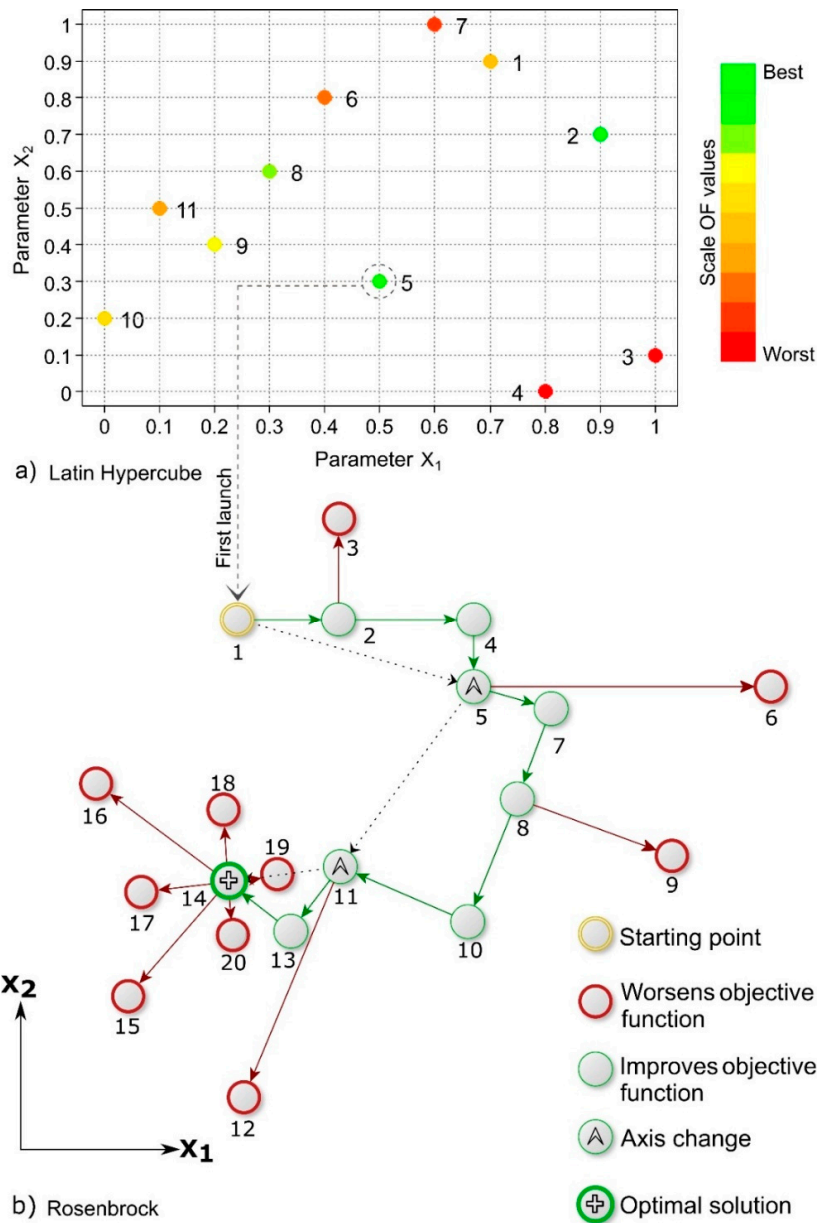 1
0.9
0.8
0.7
0.6
0.5
0.4
0.3
0.2
0.1
0
Parameter X2
7
1
6
2
8
11
9
5
10
3
4
0 0.1 0.2 0.3 0.4 0.5 0.6 0.7 0.8 0.9 1
Parameter X1
Best
Scale OF values
Worst
a) Latin Hypercube
First launch
3
1
2
4
5
6
7
8
9
10
11
16
18
19
14
17
20
13
15
12
x2
x1
Starting point
Worsens objective
function
Improves objective
function
Axis change
Optimal solution
b) Rosenbrock